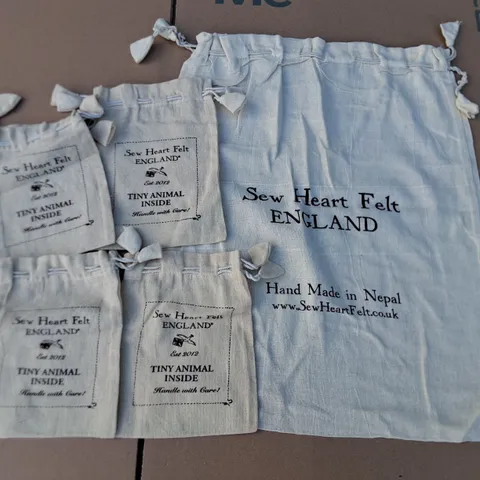 Sew Heart Felt
ENGLAND®
Est 2012
TINY ANIMAL
INSIDE
Handle with Care!
Sew Heart Felt
ENGLAND®
Est 2012
TINY ANIMAL
INSIDE
Handle with Care!
Sew Heart Felt
ENGLAND
Hand Made in Nepal
www.SewHeartFelt.co.uk
Sew Heart Felt
ENGLAND®
Est 2012
TINY ANIMAL
INSIDE
Handle with Care!
Sew Heart Felt
ENGLAND®
Est 2012
TINY ANIMAL
INSIDE
Handle with Care!